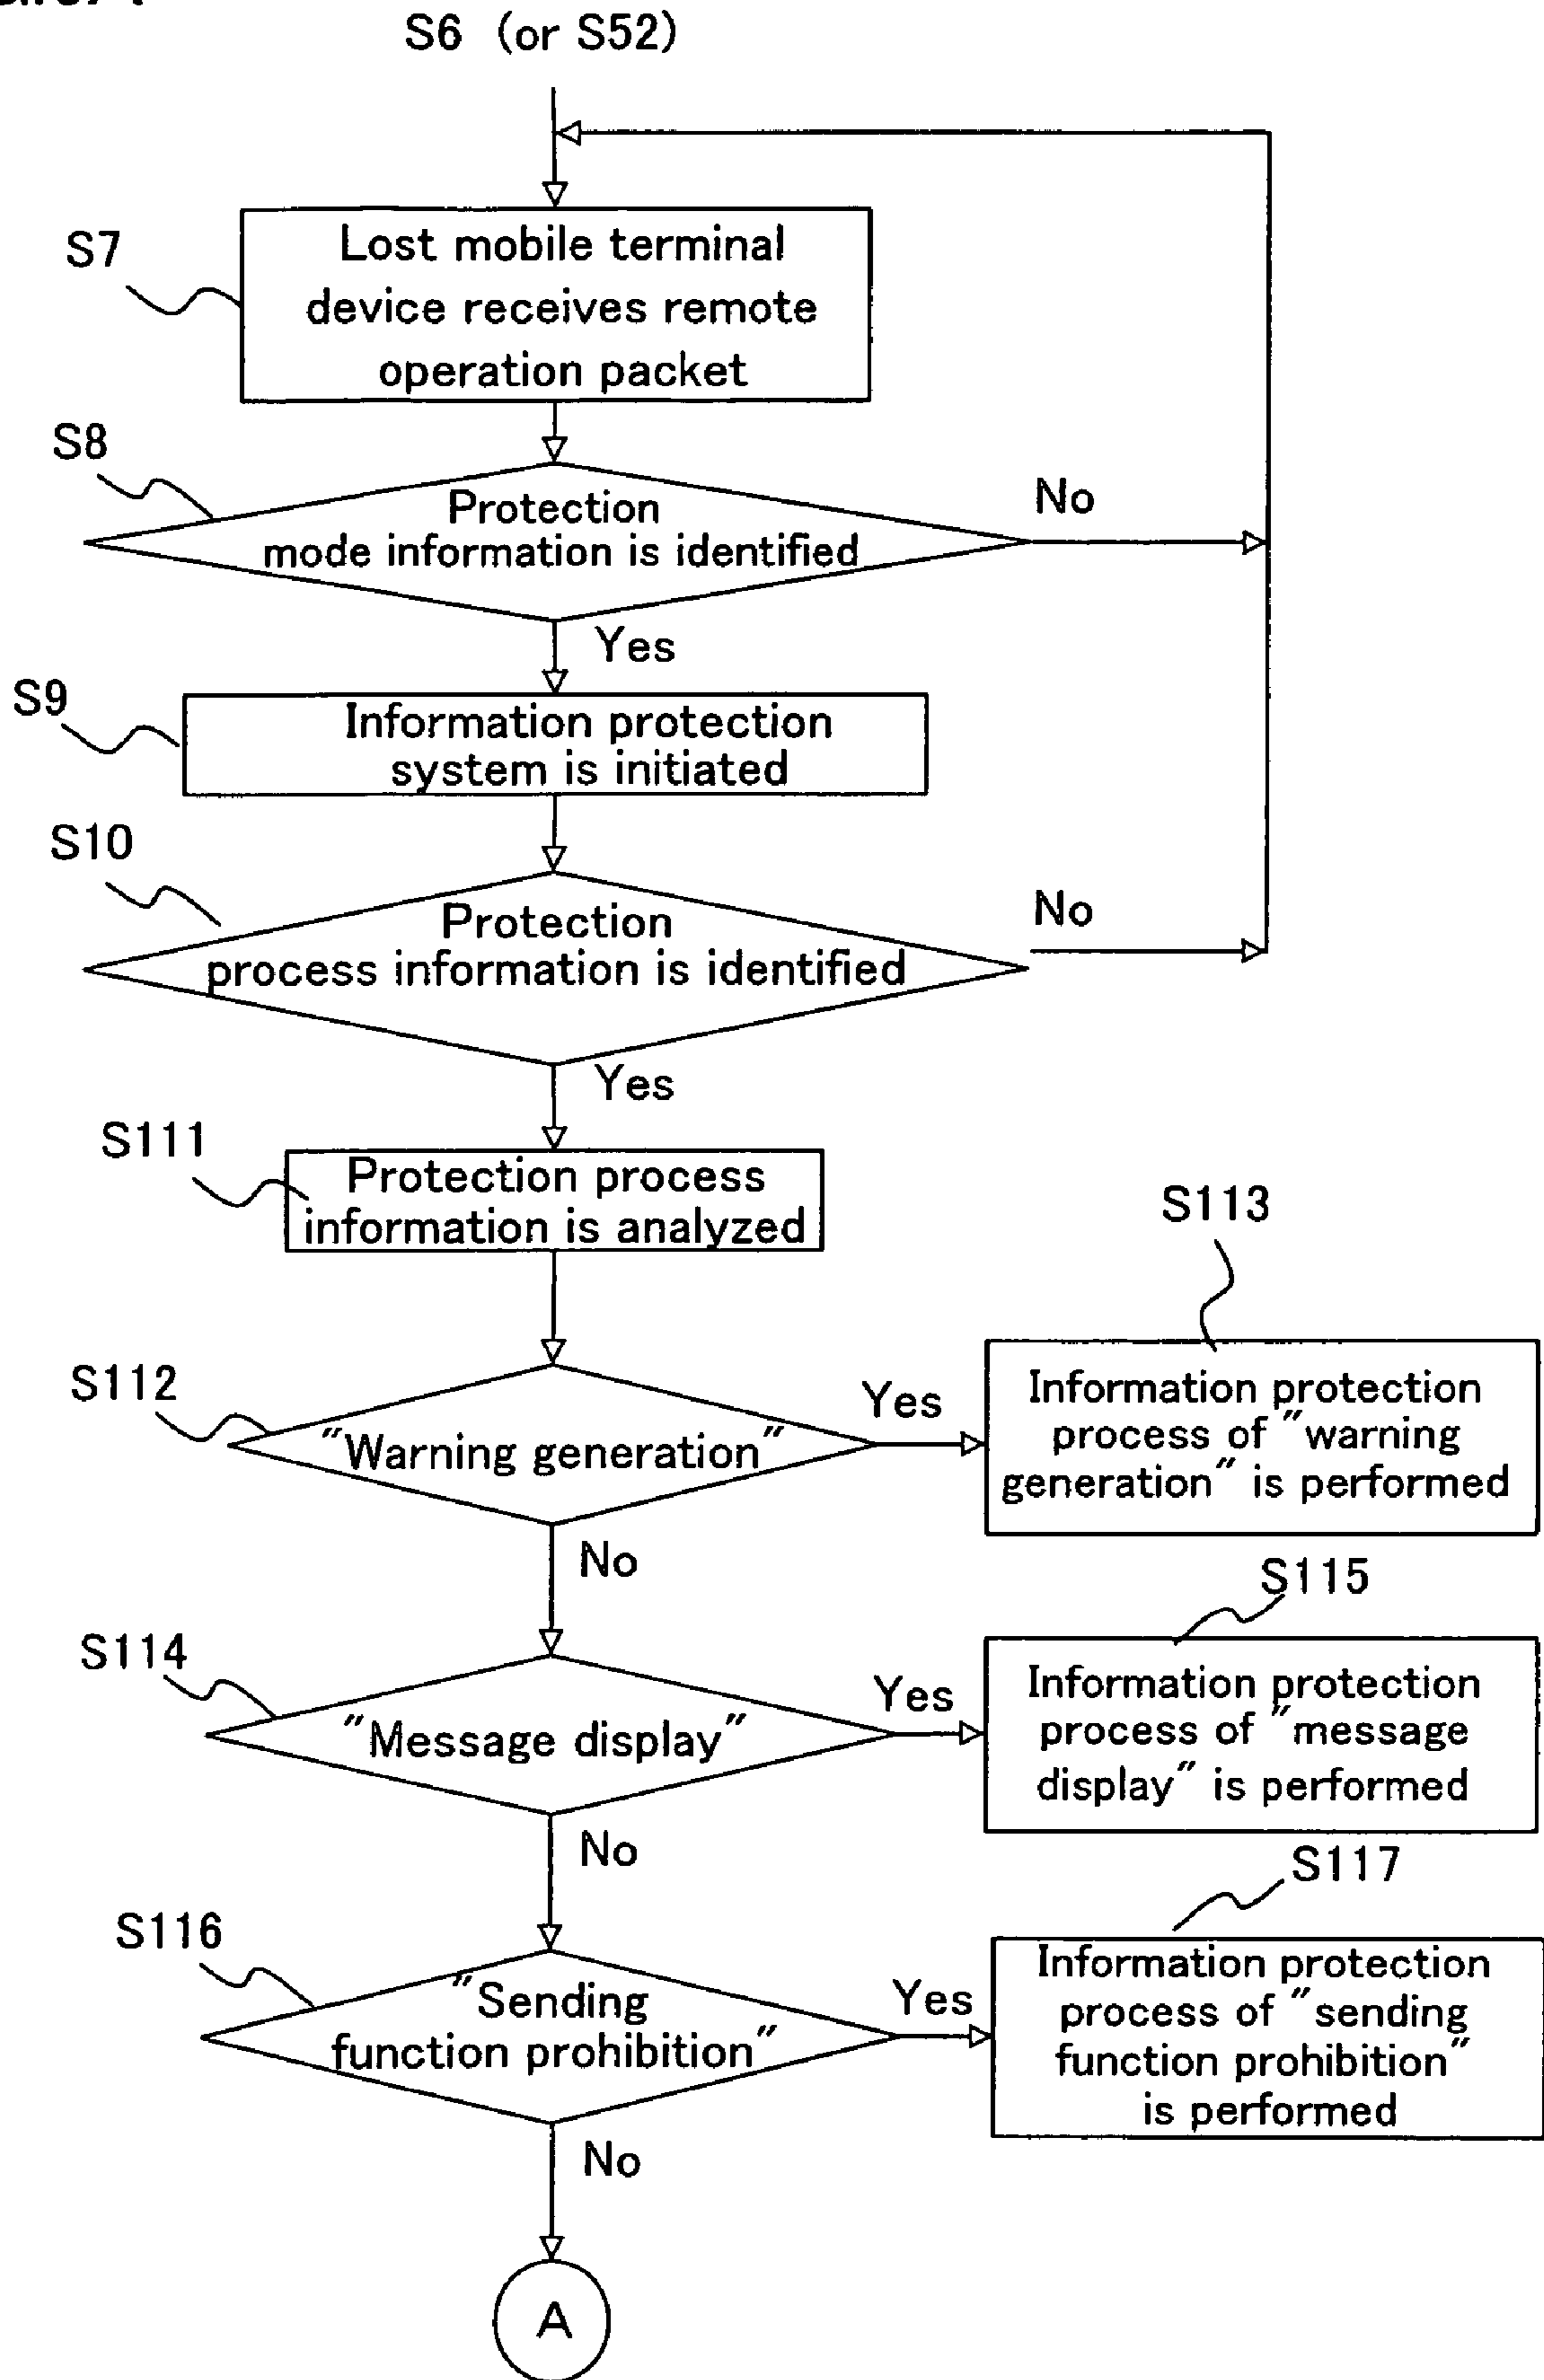 S6 (or S52)
S7
Lost mobile terminal
device receives remote
operation packet
S8
Protection
mode information is identified
No
Yes
S9
Information protection
system is initiated
S10
Protection
process information is identified
No
Yes
S111
Protection process
information is analyzed
S112
"Warning generation"
Yes
S113
Information protection
process of "warning
generation" is performed
No
S114
"Message display"
Yes
S115
Information protection
process of "message
display" is performed
No
S116
"Sending
function prohibition"
Yes
S117
Information protection
process of "sending
function prohibition"
is performed
No
A